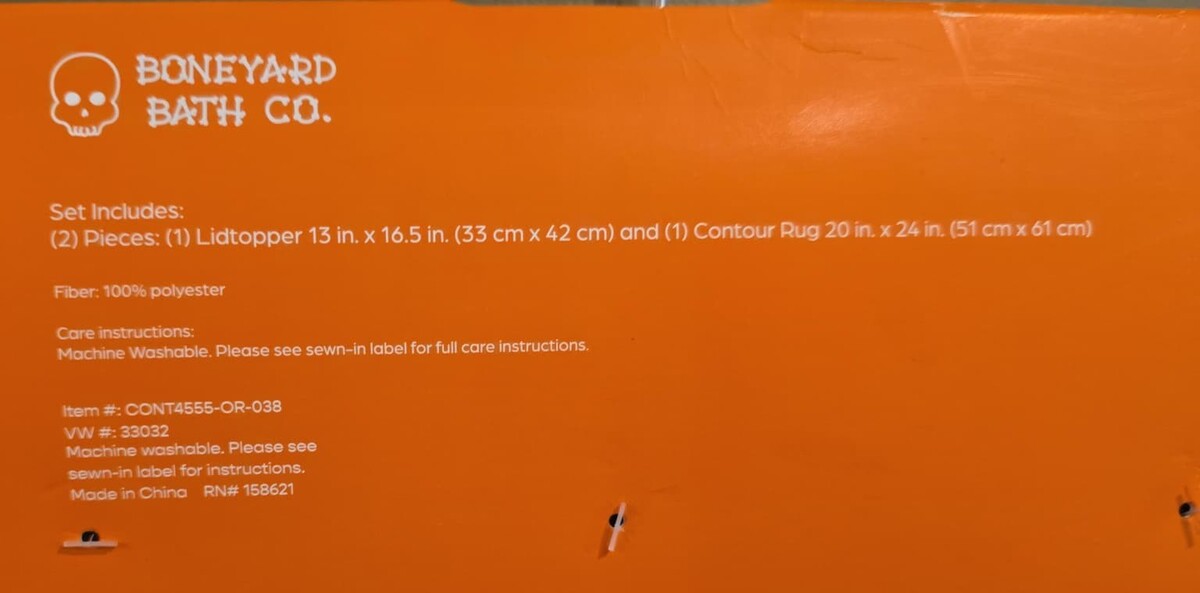 BONEYARD
BATH CO.
Set Includes:
(2) Pieces: (1) Lidtopper 13 in. x 16.5 in. (33 cm x 42 cm) and (1) Contour Rug 20 in. x 24 in. (51 cm x 61 cm)
Fiber: 100% polyester
Care instructions:
Machine Washable. Please see sewn-in label for full care instructions.
Item #: CONT4555-OR-038
VW #: 33032
Machine washable. Please see
sewn-in label for instructions.
Made in China RN# 158621